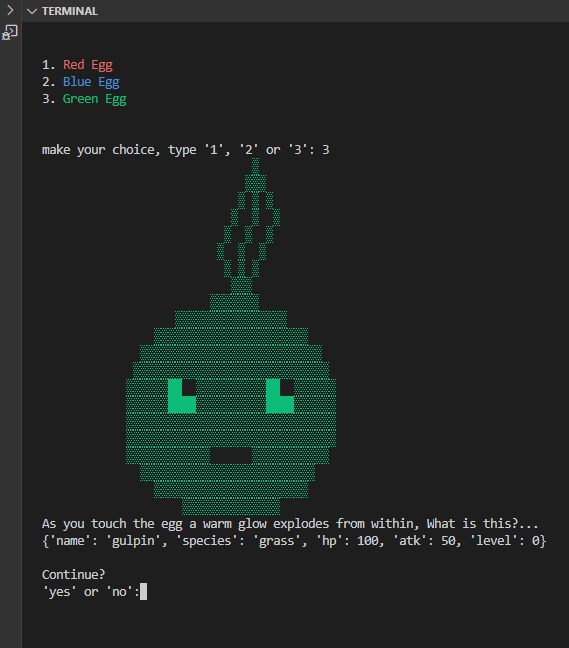 TERMINAL
1. Red Egg
2. Blue Egg
3. Green Egg
make your choice, type '1', '2' or '3': 3
As you touch the egg a warm glow explodes from within, What is this?...
{'name': 'gulpin', 'species': 'grass', 'hp': 100, 'atk': 50, 'level': 0}
Continue?
'yes' or 'no':